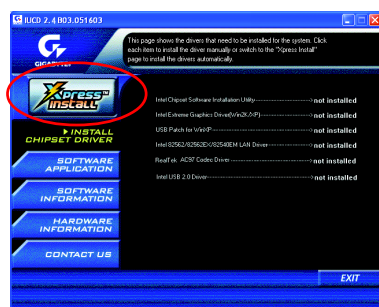 IUCD 2.4 B03.051603
This page shows the drivers that need to be installed for the system. Click
each item to install the driver manually or switch to the "Xpress Install"
page to install the drivers automatically.
GIGABYTE
Xpress™
Install
Intel Chipset Software Installation Utility not installed
Intel Extreme Graphics Driver(Win2K/XP) not installed
INSTALL
CHIPSET DRIVER
USB Patch for WinXP not installed
Intel 82562/82562EX/82540EM LAN Driver not installed
RealTek AC97 Codec Driver not installed
Intel USB 2.0 Driver not installed
SOFTWARE
APPLICATION
SOFTWARE
INFORMATION
HARDWARE
INFORMATION
CONTACT US
EXIT